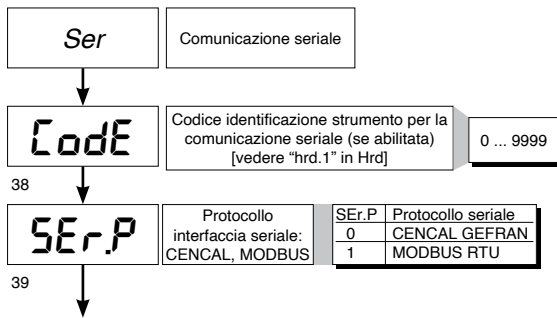 Ser
Comunicazione seriale
CodE
Codice identificazione strumento per la
comunicazione seriale (se abilitata)
[vedere “hrd.1” in Hrd]
0 ... 9999
38
SEr.P
Protocollo
interfaccia seriale:
CENCAL, MODBUS
SEr.P Protocollo seriale
0 CENCAL GEFRAN
1 MODBUS RTU
39